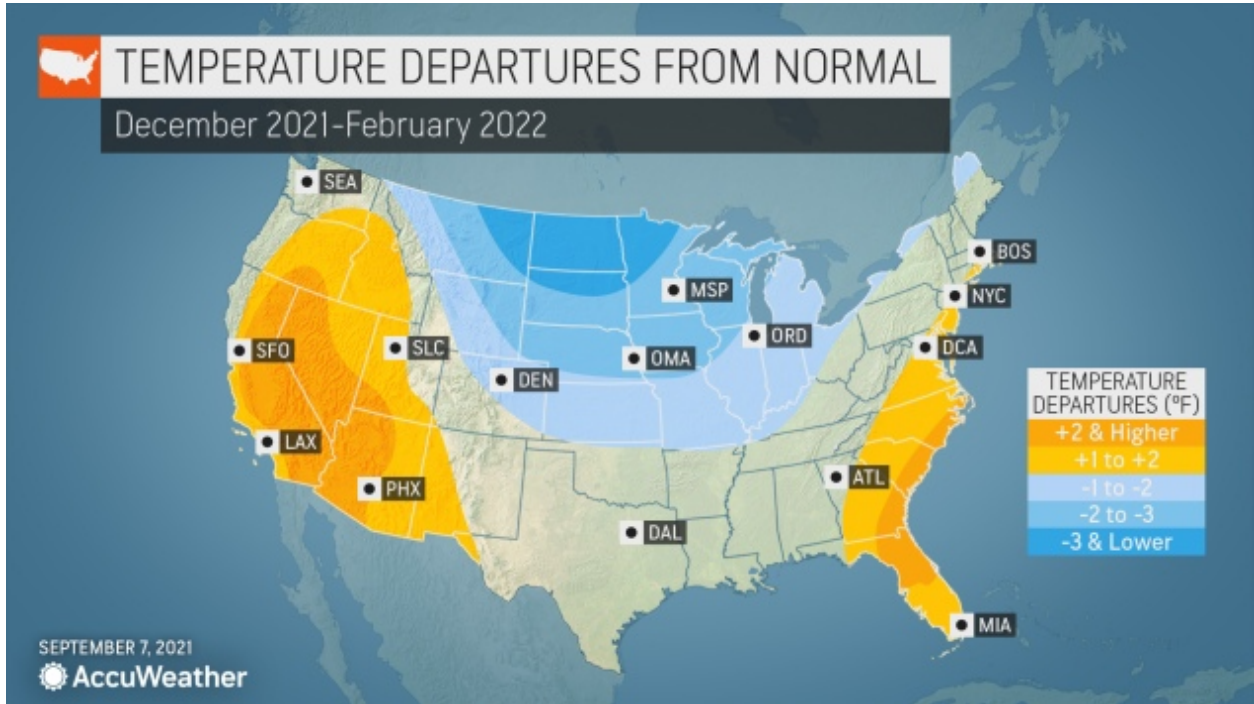 TEMPERATURE DEPARTURES FROM NORMAL
December 2021-February 2022
SEA
BOS
MSP
NYC
ORD
SFO
SLC
DCA
OMA
DEN
LAX
ATL
PHX
DAL
MIA
TEMPERATURE
DEPARTURES (ºF)
+2 & Higher
+1 to +2
-1 to -2
-2 to -3
-3 & Lower
SEPTEMBER 7, 2021
AccuWeather